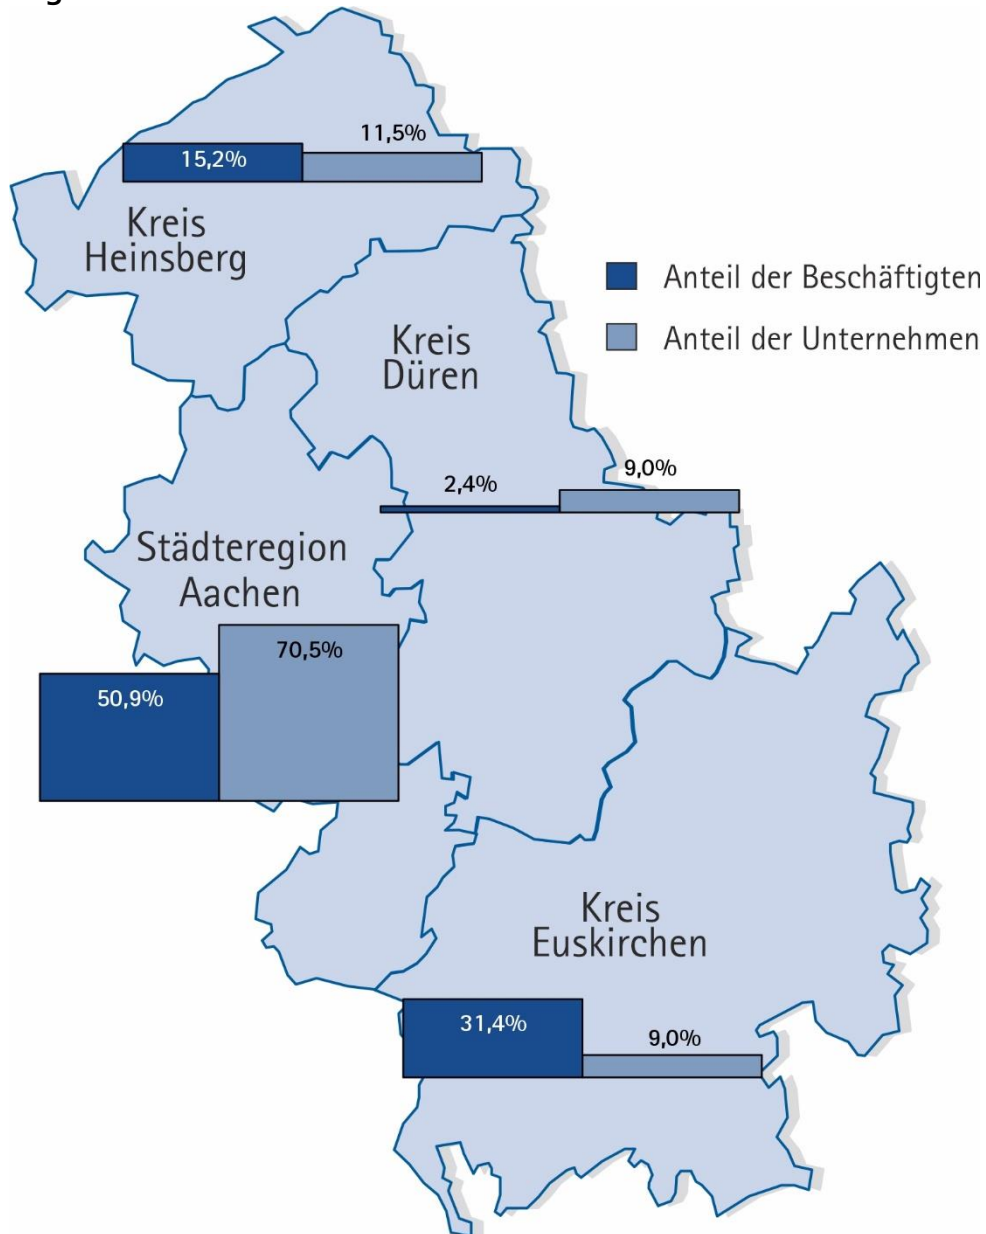 11,5%
15,2%
Kreis
Heinsberg
Anteil der Beschäftigten
Anteil der Unternehmen
Kreis
Düren
9,0%
2,4%
Städteregion
Aachen
70,5%
50,9%
Kreis
Euskirchen
31,4%
9,0%